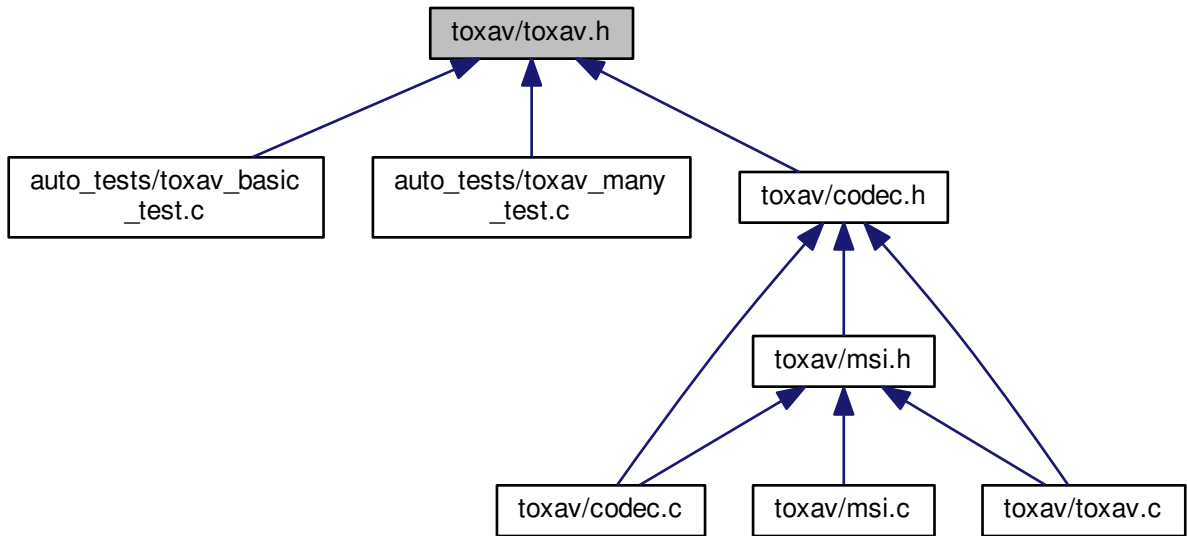 toxav/toxav.h
auto_tests/toxav_basic
_test.c
auto_tests/toxav_many
_test.c
toxav/codec.h
toxav/msi.h
toxav/codec.c
toxav/msi.c
toxav/toxav.c